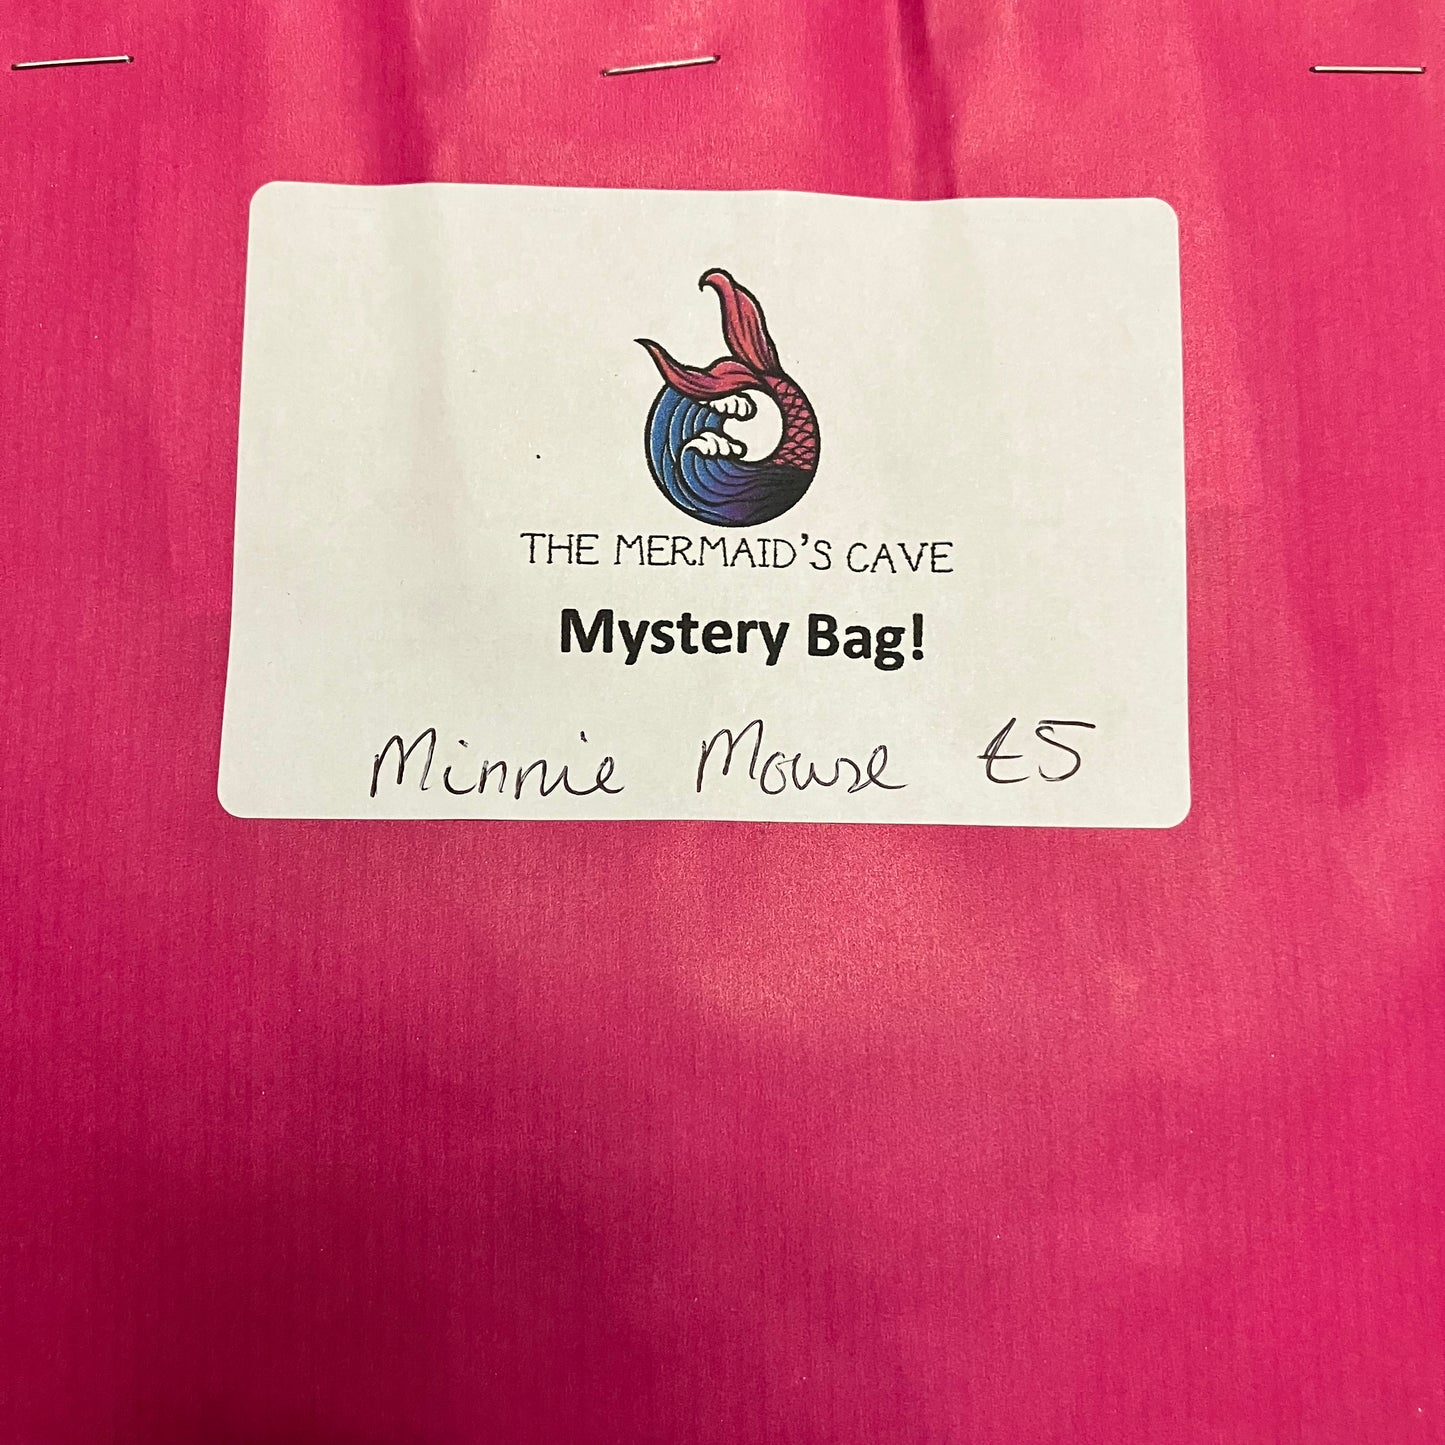 THE MERMAID'S CAVE
Mystery Bag!
Minnie Mouse £5